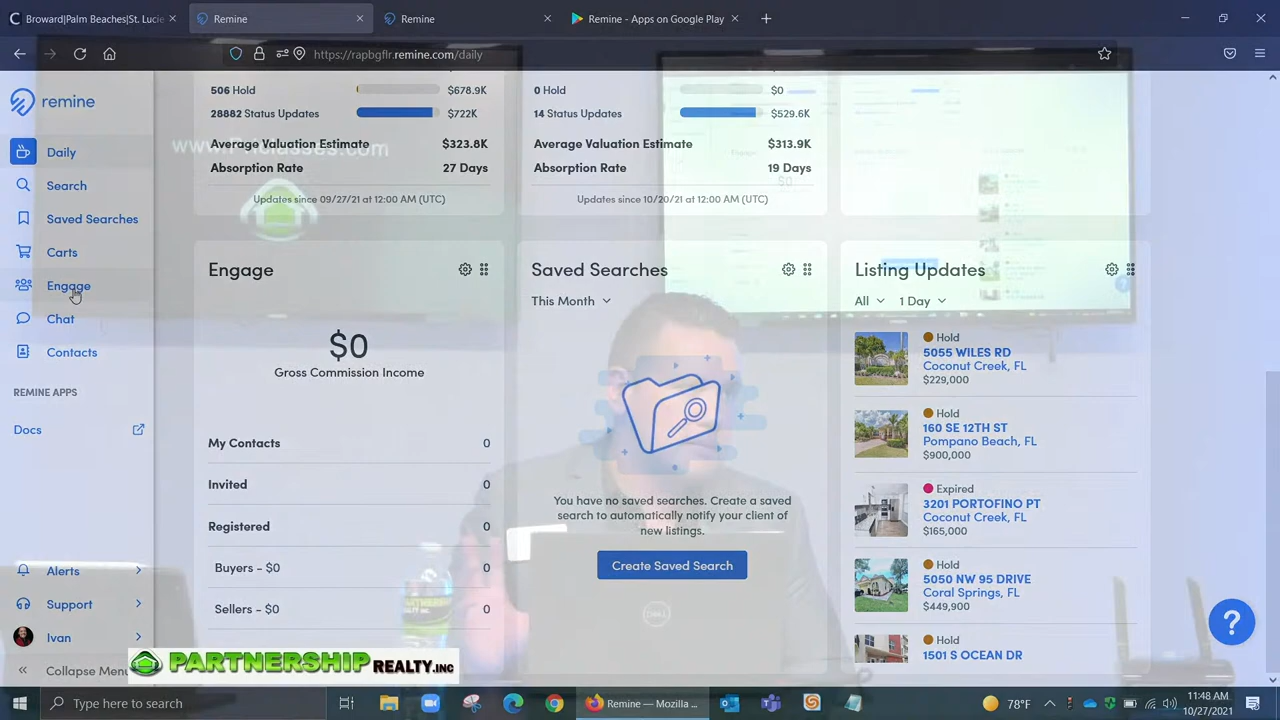 Broward|Palm Beaches|St. Lucie
Remine
Remine
Remine - Apps on Google Play
https://rapbgflr.remine.com/daily
remine
Daily
Search
Saved Searches
Carts
Engage
Chat
Contacts
REMINE APPS
Docs
Alerts
Support
Ivan
Collapse Menu
506 Hold $678.9K
28882 Status Updates $722K
Average Valuation Estimate $323.8K
Absorption Rate 27 Days
Updates since 09/27/21 at 12:00 AM (UTC)
0 Hold $0
14 Status Updates $529.6K
Average Valuation Estimate $313.9K
Absorption Rate 19 Days
$0
Updates since 10/20/21 at 12:00 AM (UTC)
Engage
$0
Gross Commission Income
My Contacts 0
Invited 0
Registered 0
Buyers - $0 0
Sellers - $0 0
Saved Searches
This Month
You have no saved searches. Create a saved
search to automatically notify your client of
new listings.
Create Saved Search
DELL
Listing Updates
All 1 Day
Hold
5055 WILES RD
Coconut Creek, FL
$229,000
Hold
160 SE 12TH ST
Pompano Beach, FL
$900,000
Expired
3201 PORTOFINO PT
Coconut Creek, FL
$165,000
Hold
5050 NW 95 DRIVE
Coral Springs, FL
$449,900
Hold
1501 S OCEAN DR
?
PARTNERSHIP REALTY.INC
Type here to search
Remine — Mozilla ...
78°F
11:48 AM
10/27/2021